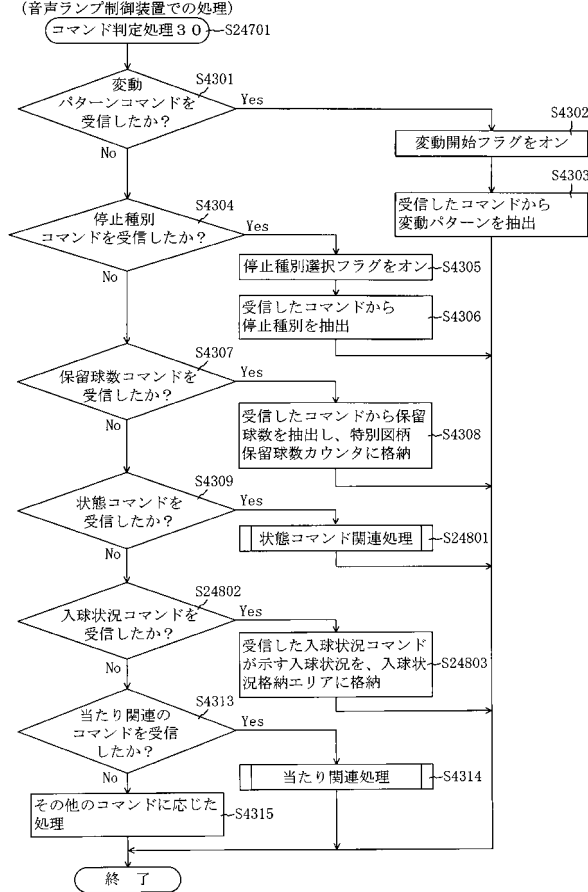 (音声ランプ制御装置での処理)
コマンド判定処理30
S24701
変動
パターンコマンドを
受信したか?
S4301
Yes
No
S4302
変動開始フラグをオン
S4303
受信したコマンドから
変動パターンを抽出
停止種別
コマンドを受信したか?
S4304
Yes
No
停止種別選択フラグをオン
S4305
受信したコマンドから
停止種別を抽出
S4306
保留球数コマンドを
受信したか?
S4307
Yes
No
受信したコマンドから保留
球数を抽出し、特別図柄
保留球数カウンタに格納
S4308
状態コマンドを
受信したか?
S4309
Yes
No
状態コマンド関連処理
S24801
入球状況コマンドを
受信したか?
S24802
Yes
No
受信した入球状況コマンド
が示す入球状況を、入球状
況格納エリアに格納
S24803
当たり関連の
コマンドを受信
したか?
S4313
Yes
No
当たり関連処理
S4314
その他のコマンドに応じた
処理
S4315
終 了